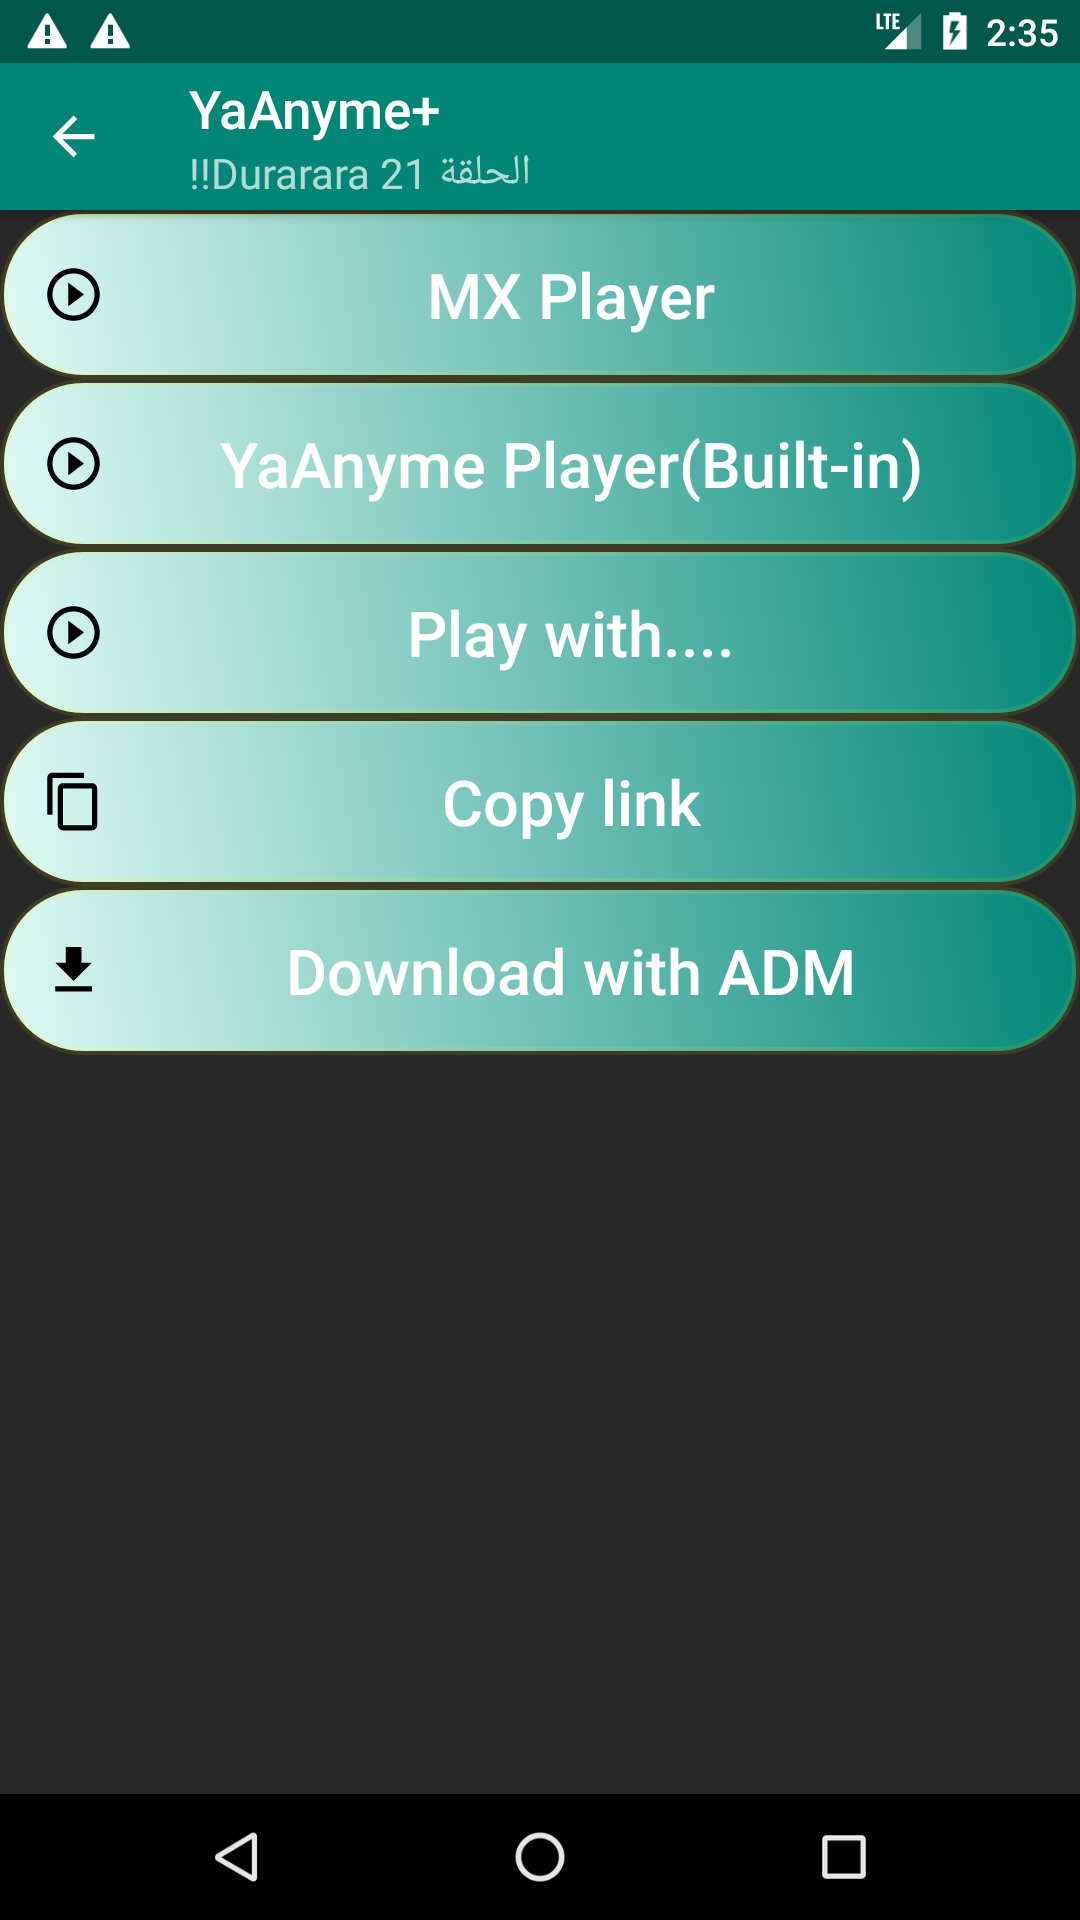 LTE 2:35
YaAnyme+
!!Durarara 21 الحلقة
MX Player
YaAnyme Player(Built-in)
Play with....
Copy link
Download with ADM